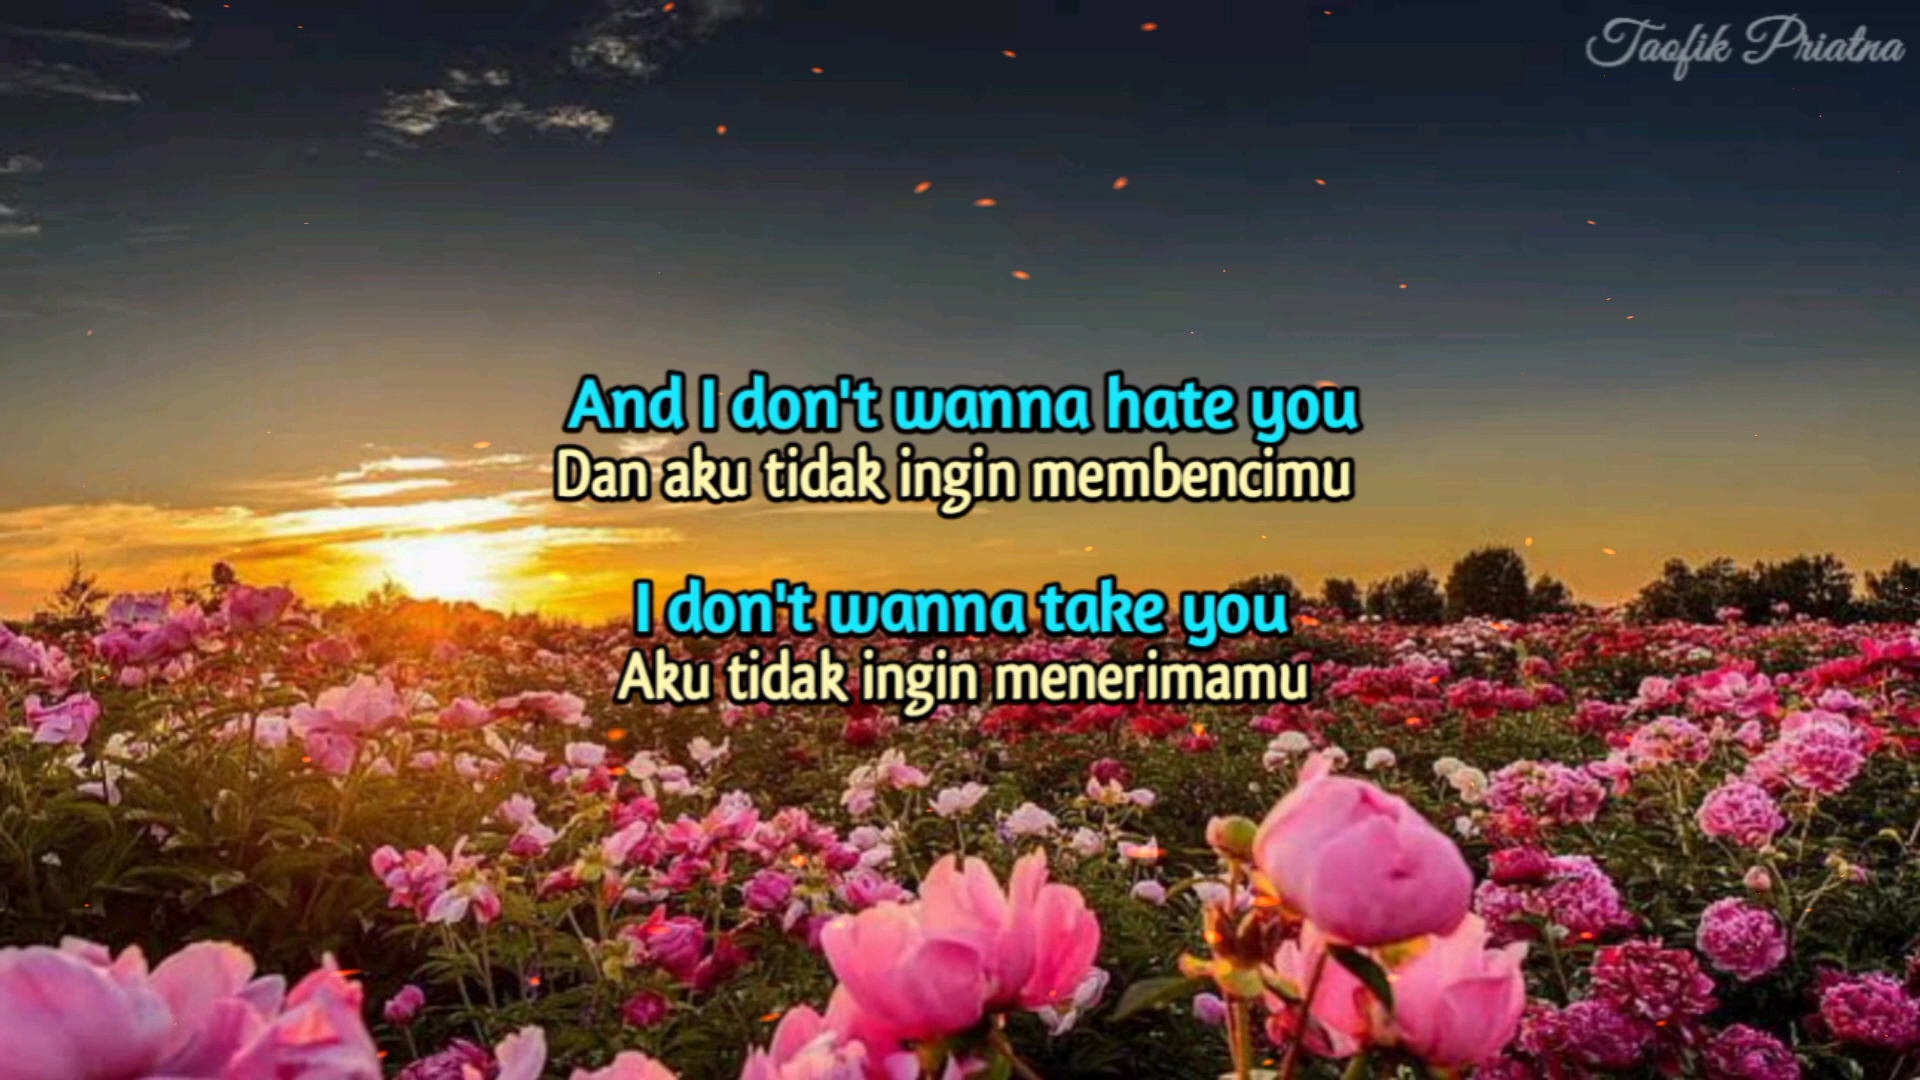 Taofik Priatna
And I don't wanna hate you
Dan aku tidak ingin membencimu
I don't wanna take you
Aku tidak ingin menerimamu